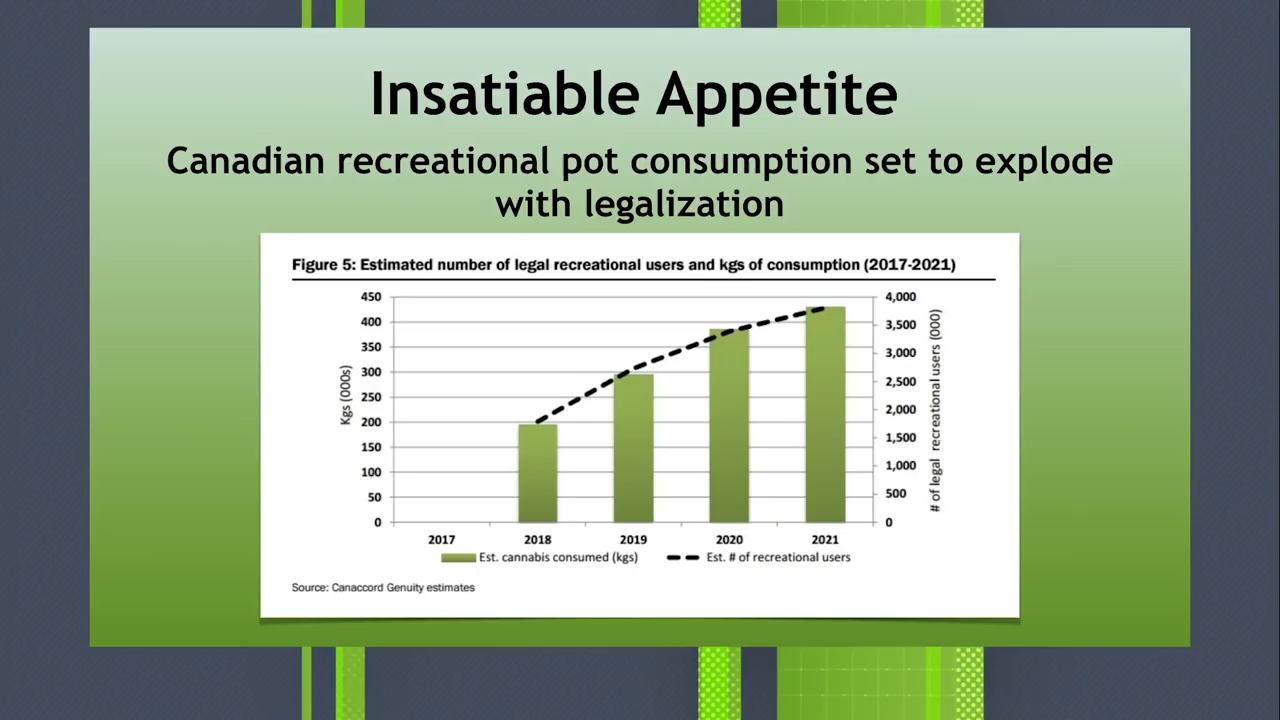 Insatiable Appetite
Canadian recreational pot consumption set to explode
with legalization
Figure 5: Estimated number of legal recreational users and kgs of consumption (2017-2021)
450
400
350
300
250
200
150
100
50
0
Kgs (000s)
4,000
3,500
3,000
2,500
2,000
1,500
1,000
500
0
# of legal recreational users (000)
2017 2018 2019 2020 2021
Est. cannabis consumed (kgs) Est. # of recreational users
Source: Canaccord Genuity estimates